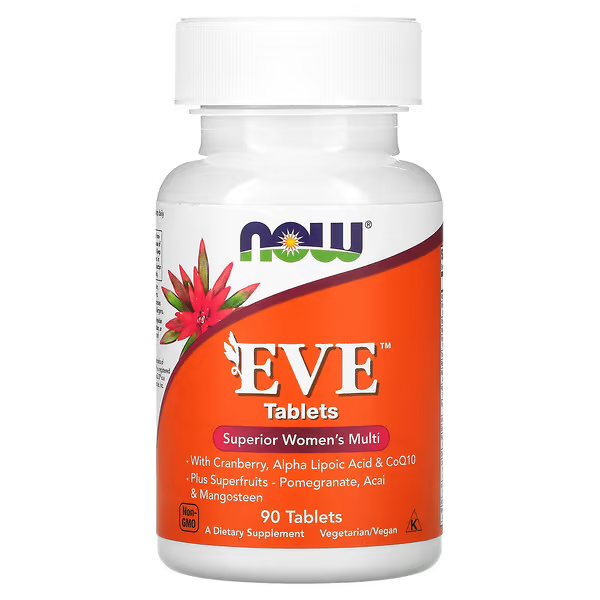 NOW®
EVE™
Tablets
Superior Women's Multi
• With Cranberry, Alpha Lipoic Acid & CoQ10
• Plus Superfruits - Pomegranate, Acai
& Mangosteen
Non-
GMO
90 Tablets
A Dietary Supplement Vegetarian/Vegan
K